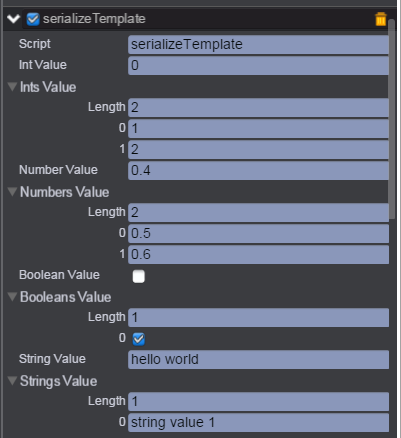 serializeTemplate
Script serializeTemplate
Int Value 0
Ints Value
Length 2
0 1
1 2
Number Value 0.4
Numbers Value
Length 2
0 0.5
1 0.6
Boolean Value
Booleans Value
Length 1
0
String Value hello world
Strings Value
Length 1
0 string value 1